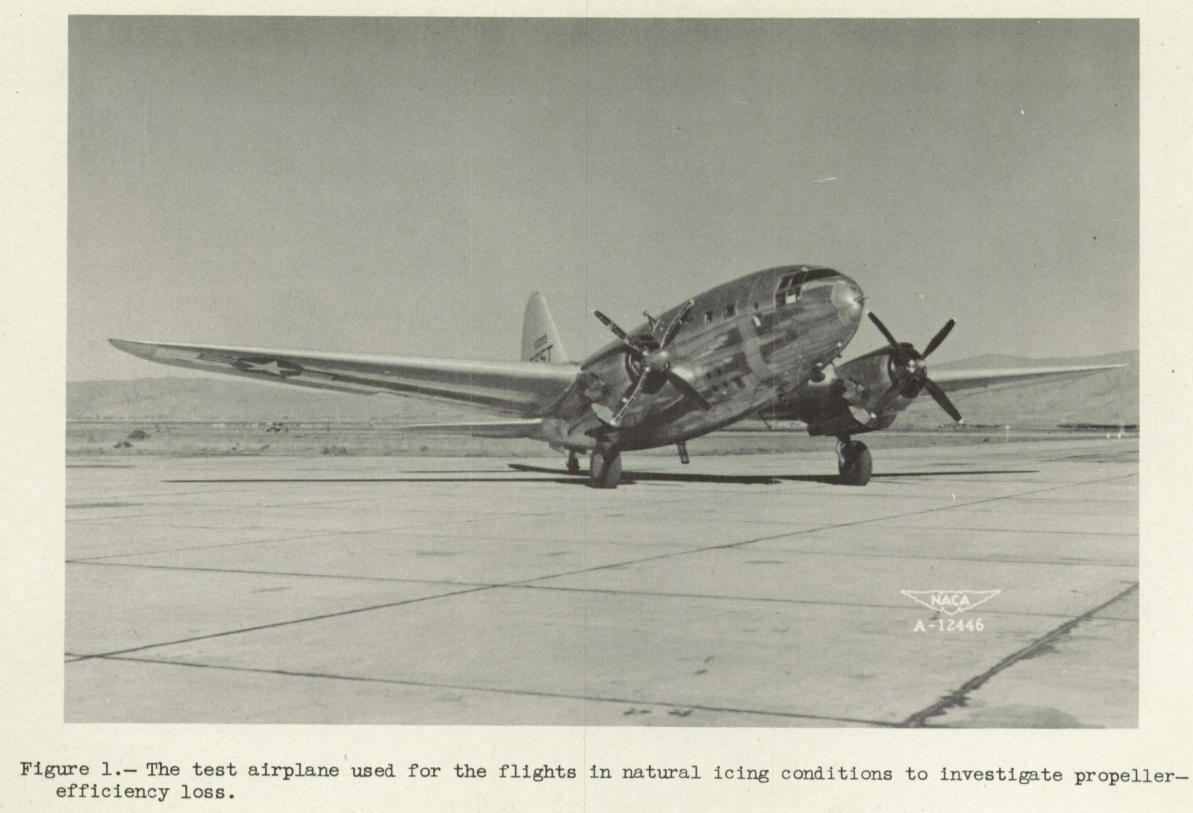 TEST
NACA
A-12446
Figure 1.— The test airplane used for the flights in natural icing conditions to investigate propeller—
efficiency loss.